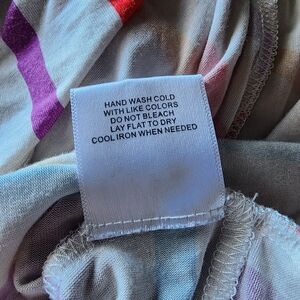 HAND WASH COLD
WITH LIKE COLORS
DO NOT BLEACH
LAY FLAT TO DRY
COOL IRON WHEN NEEDED